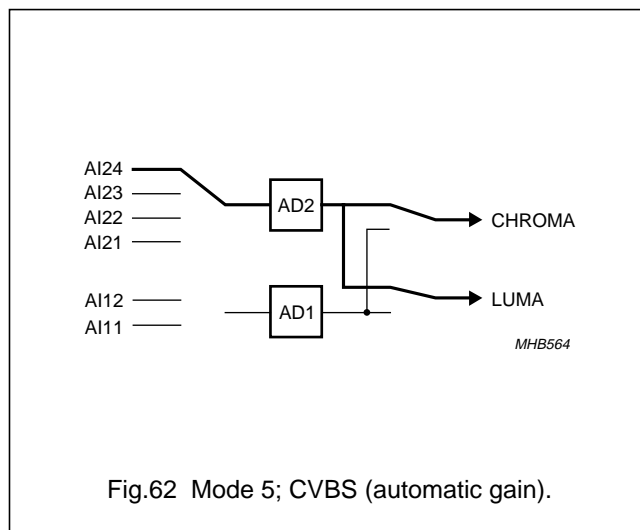 AI24
AI23
AI22
AI21
AI12
AI11
AD2
AD1
CHROMA
LUMA
MHB564
Fig.62 Mode 5; CVBS (automatic gain).